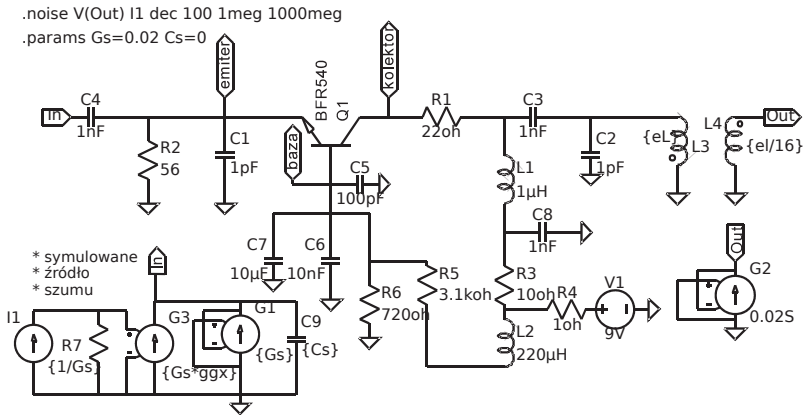 .noise V(Out) I1 dec 100 1meg 1000meg
.params Gs=0.02 Cs=0
emiter
BFR540
Q1
kolektor
In
C4
1nF
R2
56
C1
1pF
baza
C5
100pF
R1
22oh
C3
1nF
C2
1pF
{eL}
L3
L4
{el/16}
Out
L1
1µH
C8
1nF
C7
10µF
C6
10nF
R6
720oh
R5
3.1koh
R3
10oh
R4
1oh
V1
9V
L2
220µH
Out
G2
0.02S
* symulowane
* źródło
* szumu
In
I1
R7
{1/Gs}
G3
{Gs*ggx}
G1
{Gs}
C9
{Cs}